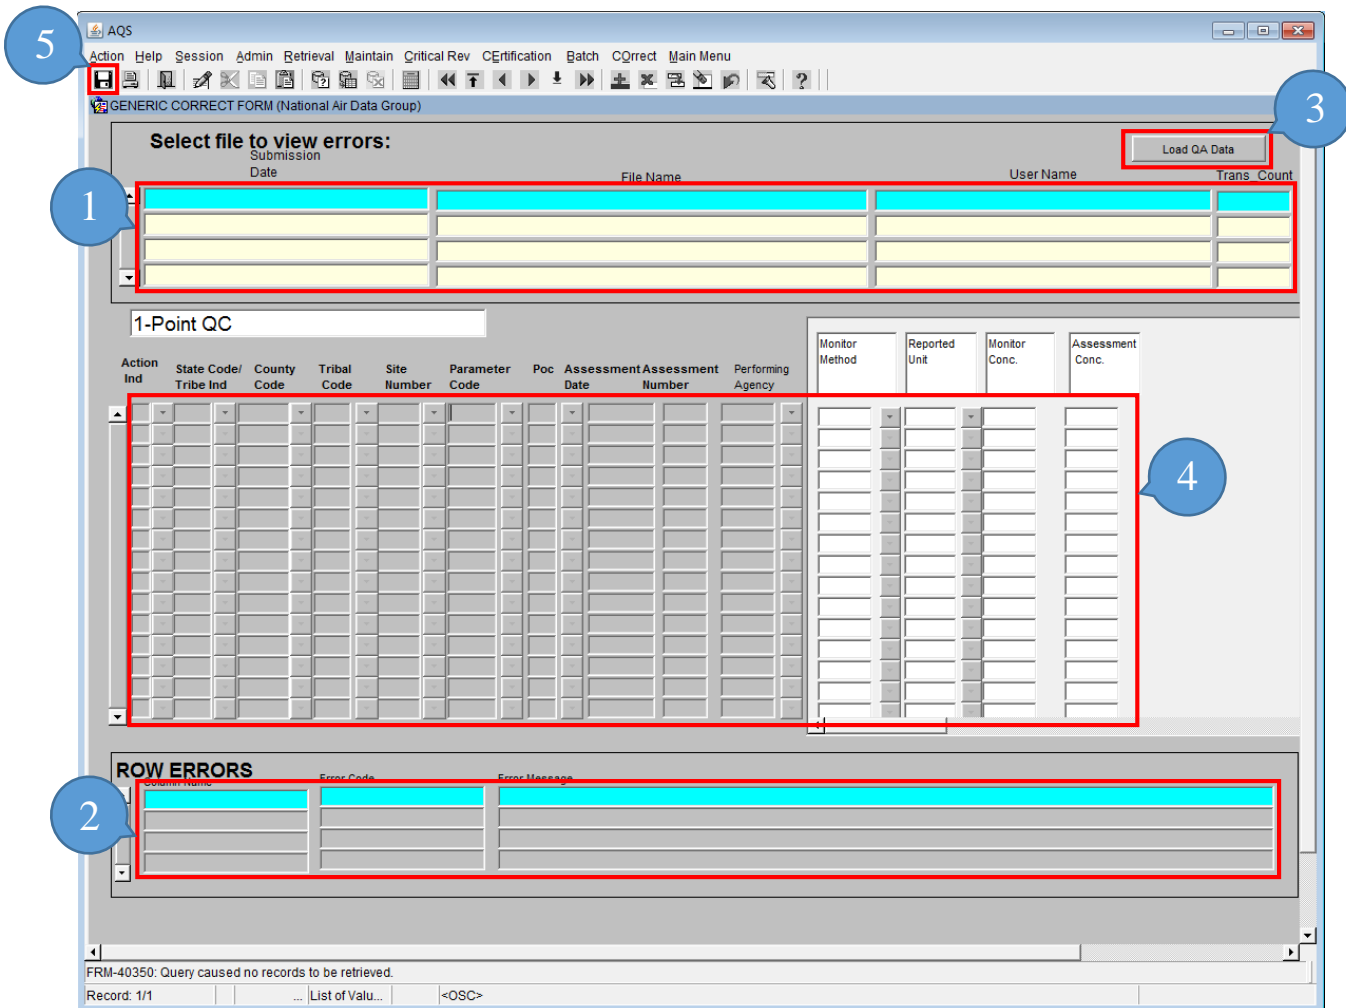 5
AQS
Action Help Session Admin Retrieval Maintain Critical Rev CErtification Batch COrrect Main Menu
GENERIC CORRECT FORM (National Air Data Group)
3
Select file to view errors:
Load QA Data
Submission
Date
File Name
User Name
Trans_Count
1
1-Point QC
Monitor
Method
Reported
Unit
Monitor
Conc.
Assessment
Conc.
Action
Ind
State Code/
Tribe Ind
County
Code
Tribal
Code
Site
Number
Parameter
Code
Poc
Assessment
Date
Assessment
Number
Performing
Agency
4
ROW ERRORS
Column Name
Error Code
Error Message
2
FRM-40350: Query caused no records to be retrieved.
Record: 1/1
... List of Valu...
<OSC>